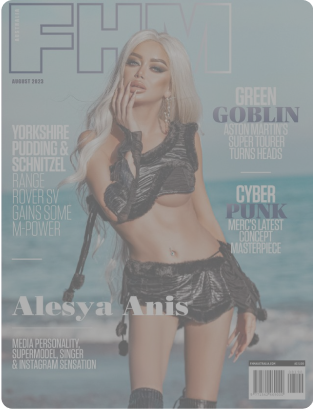 AUSTRALIA
FHM
AUGUST 2022
GREEN
GOBLIN
ASTON MARTIN'S
SUPER TOURER
TURNS HEADS
YORKSHIRE
PUDDING &
SCHNITZEL
RANGE
ROVER SV
GAINS SOME
M-POWER
CYBER
PUNK
MERC'S LATEST
CONCEPT
MASTERPIECE
Alesya Anis
MEDIA PERSONALITY,
SUPERMODEL, SINGER
& INSTAGRAM SENSATION